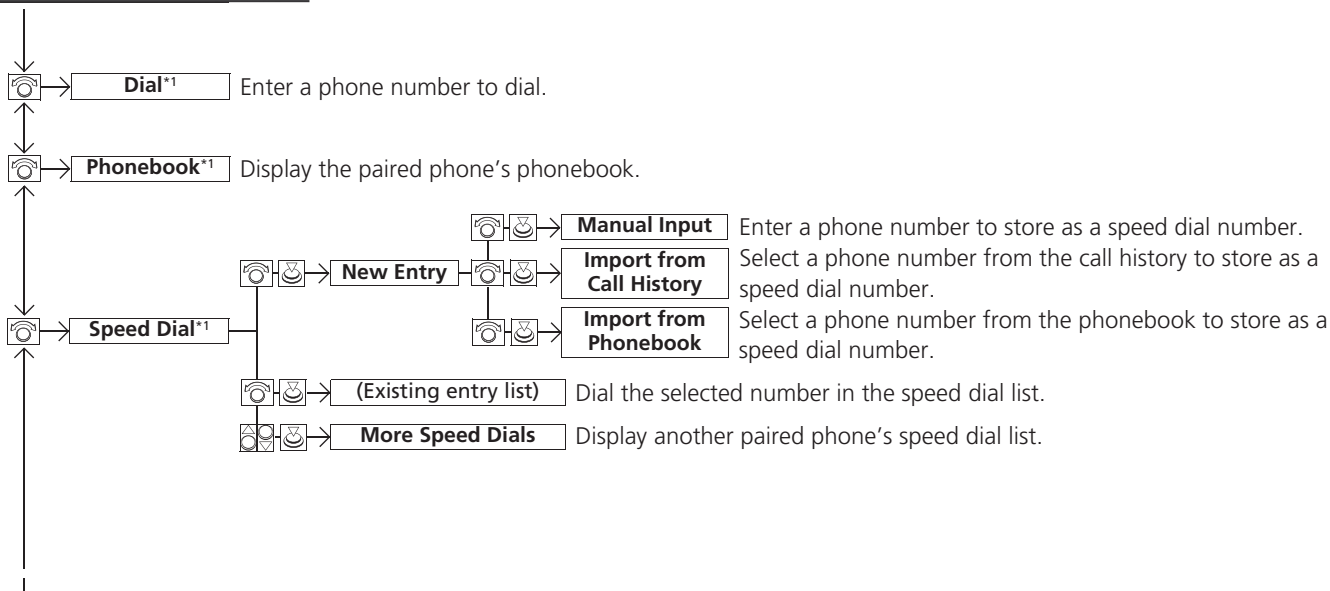 Dial*1 Enter a phone number to dial.
Phonebook*1 Display the paired phone’s phonebook.
Manual Input Enter a phone number to store as a speed dial number.
New Entry
Import from
Call History
Select a phone number from the call history to store as a
speed dial number.
Speed Dial*1
Import from
Phonebook
Select a phone number from the phonebook to store as a
speed dial number.
(Existing entry list) Dial the selected number in the speed dial list.
More Speed Dials Display another paired phone’s speed dial list.